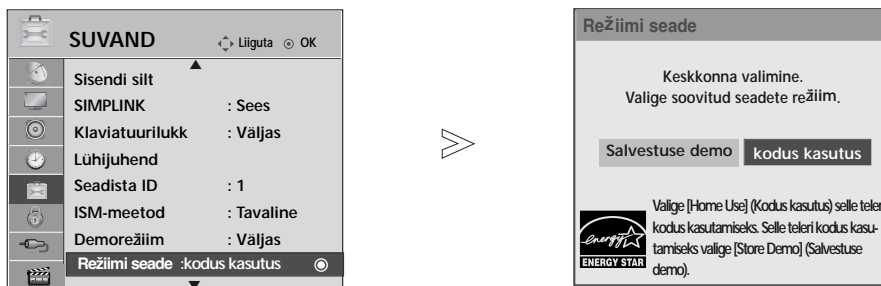 SUVAND Liiguta OK
Sisendi silt
SIMPLINK : Sees
Klaviatuurilukk : Väljas
Lühijuhend
Seadista ID : 1
ISM-meetod : Tavaline
Demorežiim : Väljas
Režiimi seade :kodus kasutus
Režiimi seade
Keskkonna valimine.
Valige soovitud seadete režiim.
Salvestuse demo kodus kasutus
Valige [Home Use] (Kodus kasutus) selle teleri
kodus kasutamiseks. Selle teleri kodus kasu-
tamiseks valige [Store Demo] (Salvestuse
demo).
energy
ENERGY STAR